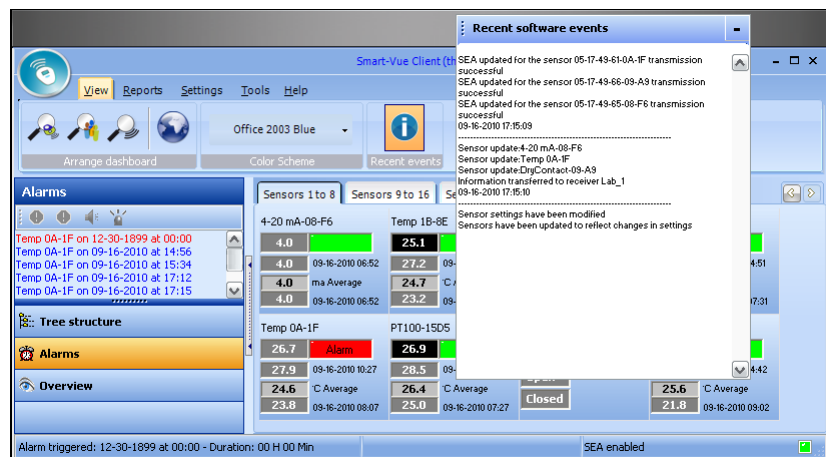 Recent software events
Smart-Vue Client (th
View Reports Settings Tools Help
Office 2003 Blue
Arrange dashboard
Color Scheme
Recent events
SEA updated for the sensor 05-17-49-61-0A-1F transmission
successful
SEA updated for the sensor 05-17-49-66-09-A9 transmission
successful
SEA updated for the sensor 05-17-49-65-08-F6 transmission
successful
09-16-2010 17:15:09
Sensor update:4-20 mA-08-F6
Sensor update:Temp 0A-1F
Sensor update:DryContact-09-A9
Information transferred to receiver Lab_1
09-16-2010 17:15:10
Sensor settings have been modified
Sensors have been updated to reflect changes in settings
Alarms
Temp 0A-1F on 12-30-1899 at 00:00
Temp 0A-1F on 09-16-2010 at 14:56
Temp 0A-1F on 09-16-2010 at 15:34
Temp 0A-1F on 09-16-2010 at 17:12
Temp 0A-1F on 09-16-2010 at 17:15
Tree structure
Alarms
Overview
Sensors 1 to 8
Sensors 9 to 16
Se
4-20 mA-08-F6
4.0
4.0 09-16-2010 06:52
4.0 ma Average
4.0 09-16-2010 06:52
Temp 1B-8E
25.1
27.2 09-
24.7 °C
23.2 09-
4:51
07:31
Temp 0A-1F
26.7 Alarm
27.9 09-16-2010 10:27
24.6 °C Average
23.8 09-16-2010 08:07
PT100-15D5
26.9
28.5 09-
26.4 °C Average
25.0 09-16-2010 07:27
Closed
4:42
25.6 °C Average
21.8 09-16-2010 09:02
Alarm triggered: 12-30-1899 at 00:00 - Duration: 00 H 00 Min
SEA enabled